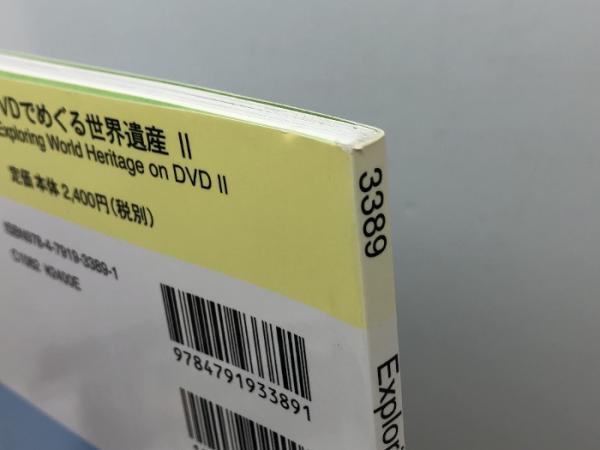 VDでめぐる世界遺産 II
Exploring World Heritage on DVD II
定価 本体 2,400円(税別)
ISBN978-4-7919-3389-1
C1082 ¥2400E
9784791933891
3389
Explori